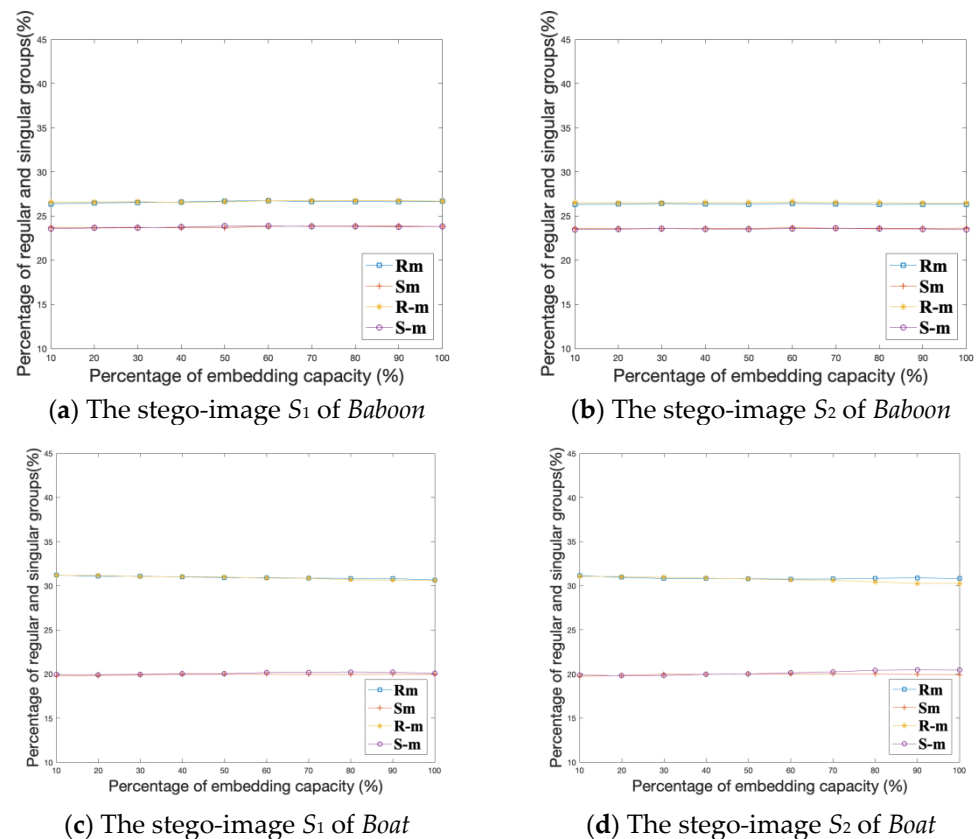 Percentage of regular and singular groups(%)
45
40
35
30
25
20
15
10
10 20 30 40 50 60 70 80 90 100
Rm
Sm
R-m
S-m
Percentage of embedding capacity (%)
(a) The stego-image S1 of Baboon
Percentage of regular and singular groups(%)
45
40
35
30
25
20
15
10
10 20 30 40 50 60 70 80 90 100
Rm
Sm
R-m
S-m
Percentage of embedding capacity (%)
(b) The stego-image S2 of Baboon
Percentage of regular and singular groups(%)
45
40
35
30
25
20
15
10
10 20 30 40 50 60 70 80 90 100
Rm
Sm
R-m
S-m
Percentage of embedding capacity (%)
(c) The stego-image S1 of Boat
Percentage of regular and singular groups(%)
45
40
35
30
25
20
15
10
10 20 30 40 50 60 70 80 90 100
Rm
Sm
R-m
S-m
Percentage of embedding capacity (%)
(d) The stego-image S2 of Boat